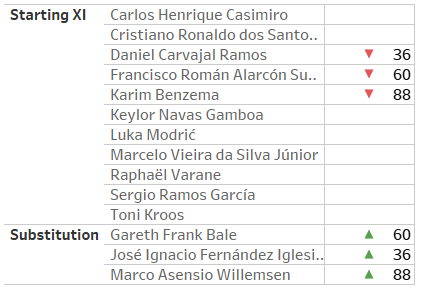 Starting XI Carlos Henrique Casimiro
Cristiano Ronaldo dos Santo..
Daniel Carvajal Ramos ▼ 36
Francisco Román Alarcón Su.. ▼ 60
Karim Benzema ▼ 88
Keylor Navas Gamboa
Luka Modrić
Marcelo Vieira da Silva Júnior
Raphaël Varane
Sergio Ramos García
Toni Kroos
Substitution Gareth Frank Bale ▲ 60
José Ignacio Fernández Iglesi.. ▲ 36
Marco Asensio Willemsen ▲ 88